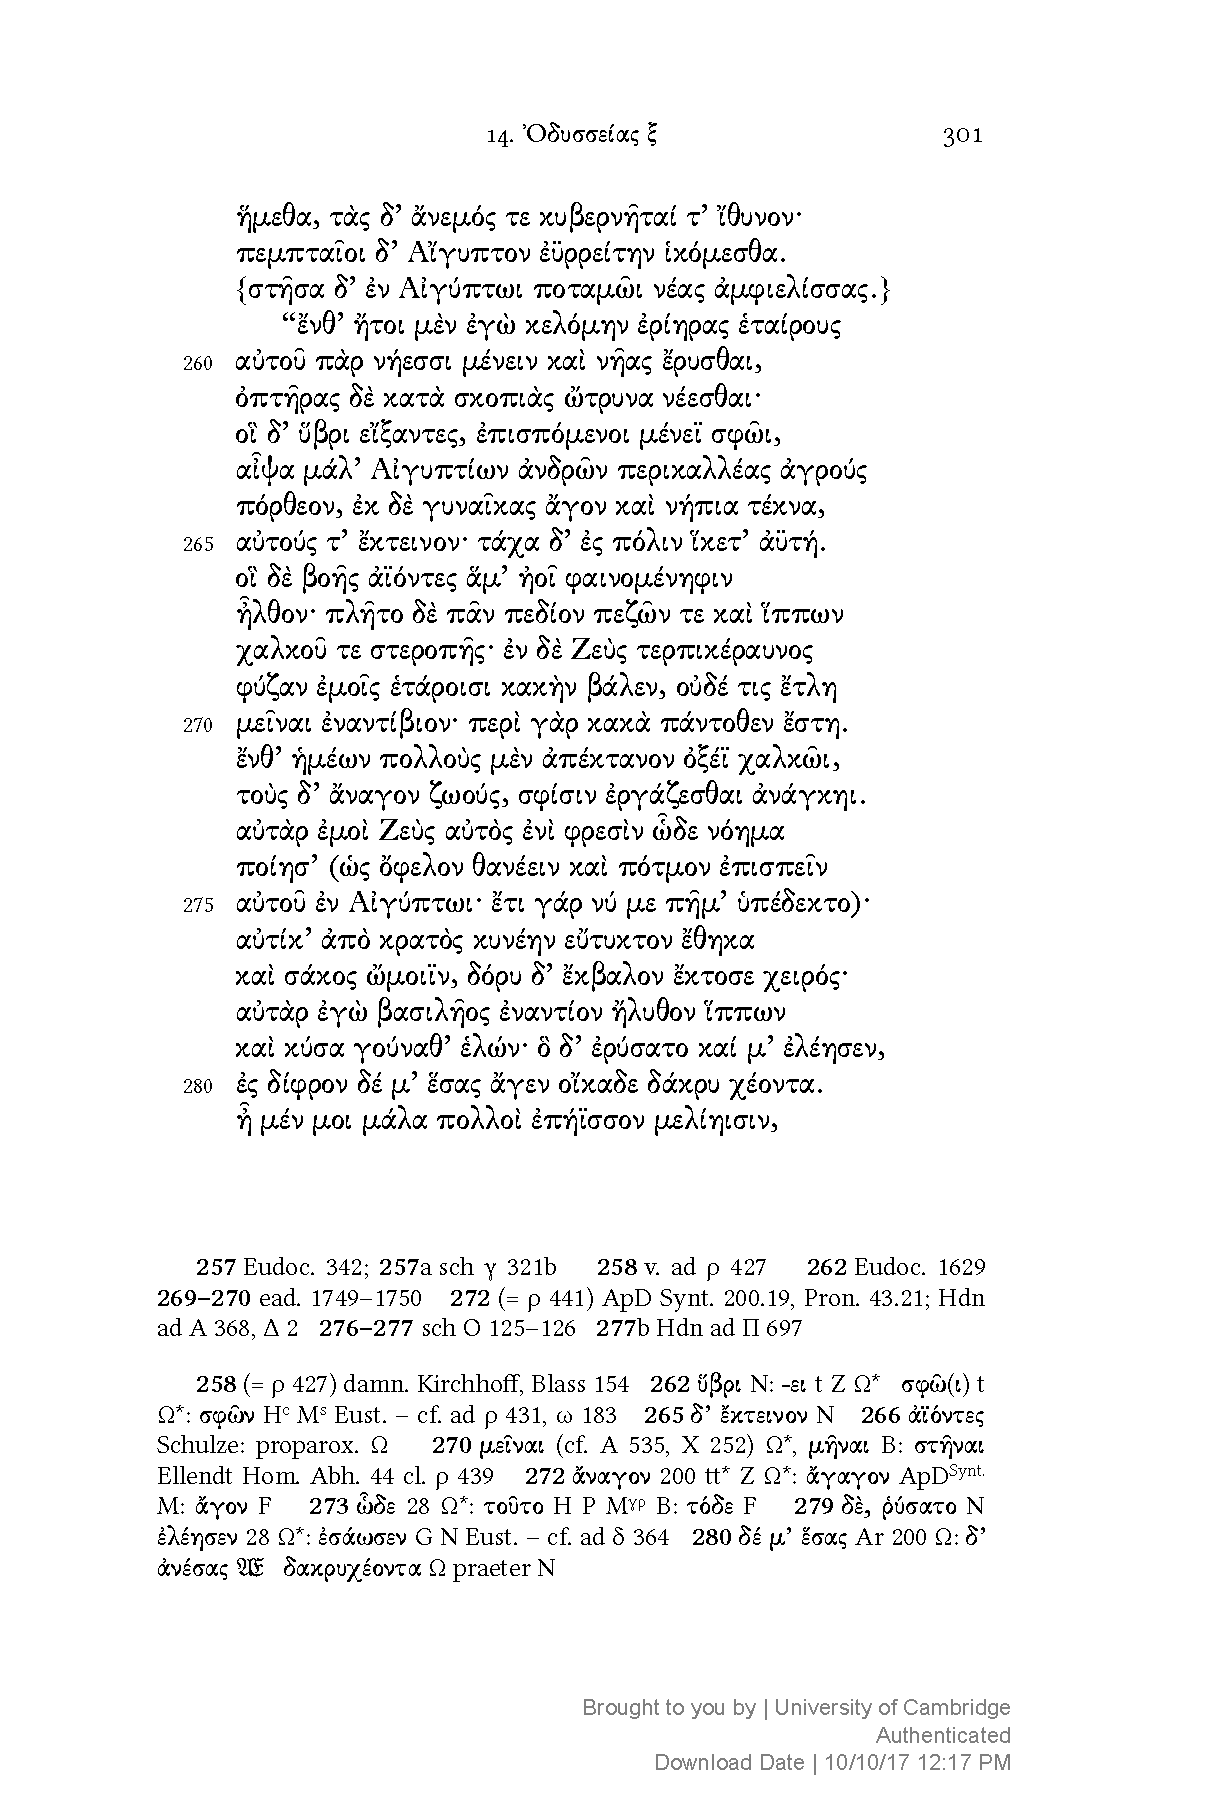 14. Ὀδυσσείας ξ 301
ἥμεθα, τὰς δ’ ἄνεμός τε κυβερνῆταί τ’ ἴθυνον·
πεμπταῖοι δ’ Αἴγυπτον ἐϋρρείτην ἱκόμεσθα.
{στῆσα δ’ ἐν Αἰγύπτωι ποταμῶι νέας ἀμφιελίσσας.}
“ἔνθ’ ἤτοι μὲν ἐγὼ κελόμην ἐρίηρας ἑταίρους
260 αὐτοῦ πὰρ νήεσσι μένειν καὶ νῆας ἔρυσθαι,
ὀπτῆρας δὲ κατὰ σκοπιὰς ὤτρυνα νέεσθαι·
οἳ δ’ ὕβρι εἴξαντες, ἐπισπόμενοι μένεϊ σφῶι,
αἶψα μάλ’ Αἰγυπτίων ἀνδρῶν περικαλλέας ἀγρούς
πόρθεον, ἐκ δὲ γυναῖκας ἄγον καὶ νήπια τέκνα,
265 αὐτούς τ’ ἔκτεινον· τάχα δ’ ἐς πόλιν ἵκετ’ ἀϋτή.
οἳ δὲ βοῆς ἀϊόντες ἅμ’ ἠοῖ φαινομένηφιν
ἦλθον· πλῆτο δὲ πᾶν πεδίον πεζῶν τε καὶ ἵππων
χαλκοῦ τε στεροπῆς· ἐν δὲ Ζεὺς τερπικέραυνος
φύζαν ἐμοῖς ἑτάροισι κακὴν βάλεν, οὐδέ τις ἔτλη
270 μεῖναι ἐναντίβιον· περὶ γὰρ κακὰ πάντοθεν ἔστη.
ἔνθ’ ἡμέων πολλοὺς μὲν ἀπέκτανον ὀξέϊ χαλκῶι,
τοὺς δ’ ἄναγον ζωούς, σφίσιν ἐργάζεσθαι ἀνάγκηι.
αὐτὰρ ἐμοὶ Ζεὺς αὐτὸς ἐνὶ φρεσὶν ὧδε νόημα
ποίησ’ (ὡς ὄφελον θανέειν καὶ πότμον ἐπισπεῖν
275 αὐτοῦ ἐν Αἰγύπτωι· ἔτι γάρ νύ με πῆμ’ ὑπέδεκτο)·
αὐτίκ’ ἀπὸ κρατὸς κυνέην εὔτυκτον ἔθηκα
καὶ σάκος ὤμοιϊν, δόρυ δ’ ἔκβαλον ἔκτοσε χειρός·
αὐτὰρ ἐγὼ βασιλῆος ἐναντίον ἤλυθον ἵππων
καὶ κύσα γούναθ’ ἑλών· ὃ δ’ ἐρύσατο καί μ’ ἐλέησεν,
280 ἐς δίφρον δέ μ’ ἕσας ἄγεν οἴκαδε δάκρυ χέοντα.
ἦ μέν μοι μάλα πολλοὶ ἐπήϊσσον μελίηισιν,
257 Eudoc. 342; 257a sch γ 321b 258 v. ad ρ 427 262 Eudoc. 1629
269–270 ead. 1749–1750 272 (= ρ 441) ApD Synt. 200.19, Pron. 43.21; Hdn
ad Α 368, Δ 2 276–277 sch Ο 125–126 277b Hdn ad Π 697
258 (= ρ 427) damn. Kirchhoff, Blass 154 262 ὕβρι N: -ει t Z Ω* σφῶ(ι) t
Ω*: σφῶν Hᶜ Mˢ Eust. – cf. ad ρ 431, ω 183 265 δ’ ἔκτεινον N 266 ἀϊόντες
Schulze: proparox. Ω 270 μεῖναι (cf. Α 535, Χ 252) Ω*, μῆναι B: στῆναι
Ellendt Hom. Abh. 44 cl. ρ 439 272 ἄναγον 200 tt* Z Ω*: ἄγαγον ApDSynt.
M: ἄγον F 273 ὧδε 28 Ω*: τοῦτο H P Mγρ B: τόδε F 279 δὲ, ῥύσατο N
ἐλέησεν 28 Ω*: ἐσάωσεν G N Eust. – cf. ad δ 364 280 δέ μ’ ἕσας Ar 200 Ω: δ’
ἀνέσας 𝕬𝕰 δακρυχέοντα Ω praeter N
Brought to you by | University of Cambridge
Authenticated
Download Date | 10/10/17 12:17 PM